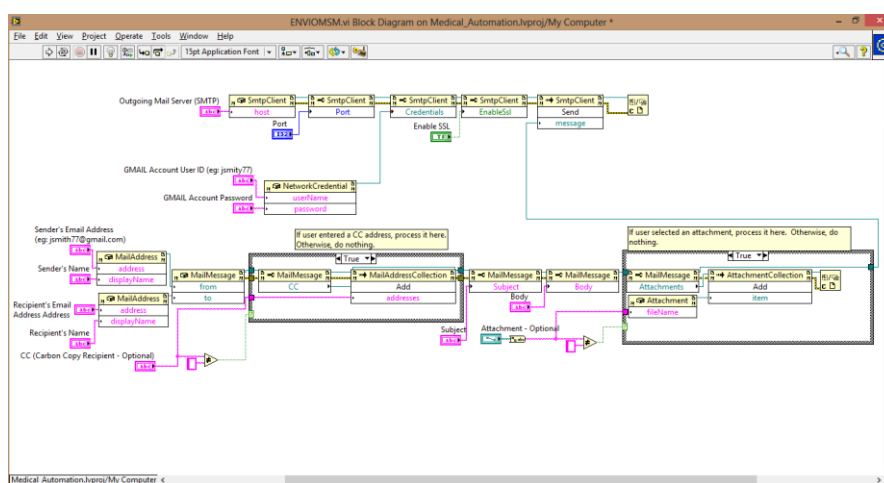 ENVIOMSM.vi Block Diagram on Medical_Automation.lvproj/My Computer *
File Edit View Project Operate Tools Window Help
15pt Application Font
Outgoing Mail Server (SMTP)
SmtpClient
host
SmtpClient
Port
SmtpClient
Credentials
SmtpClient
EnableSsl
SmtpClient
Send
message
Port
I32
Enable SSL
TF
GMAIL Account User ID (eg: jsmity77)
GMAIL Account Password
NetworkCredential
userName
password
Sender's Email Address
(eg: jsmith77@gmail.com)
Sender's Name
MailAddress
address
displayName
Recipient's Email
Address Address
Recipient's Name
MailAddress
address
displayName
CC (Carbon Copy Recipient - Optional)
MailMessage
from
to
If user entered a CC address, process it here.
Otherwise, do nothing.
True
MailMessage
CC
MailAddressCollection
Add
addresses
MailMessage
Subject
MailMessage
Body
Subject
Body
Attachment - Optional
If user selected an attachment, process it here. Otherwise, do
nothing.
True
MailMessage
Attachments
Attachment
fileName
AttachmentCollection
Add
item
Medical_Automation.lvproj/My Computer